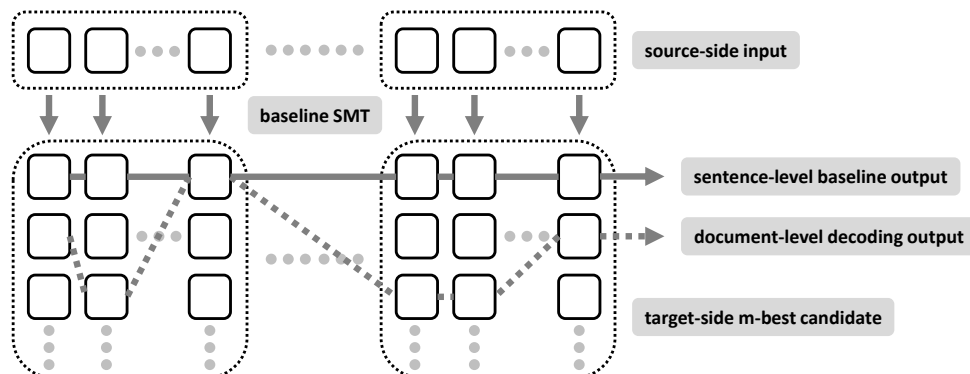 source-side input
baseline SMT
sentence-level baseline output
document-level decoding output
target-side m-best candidate